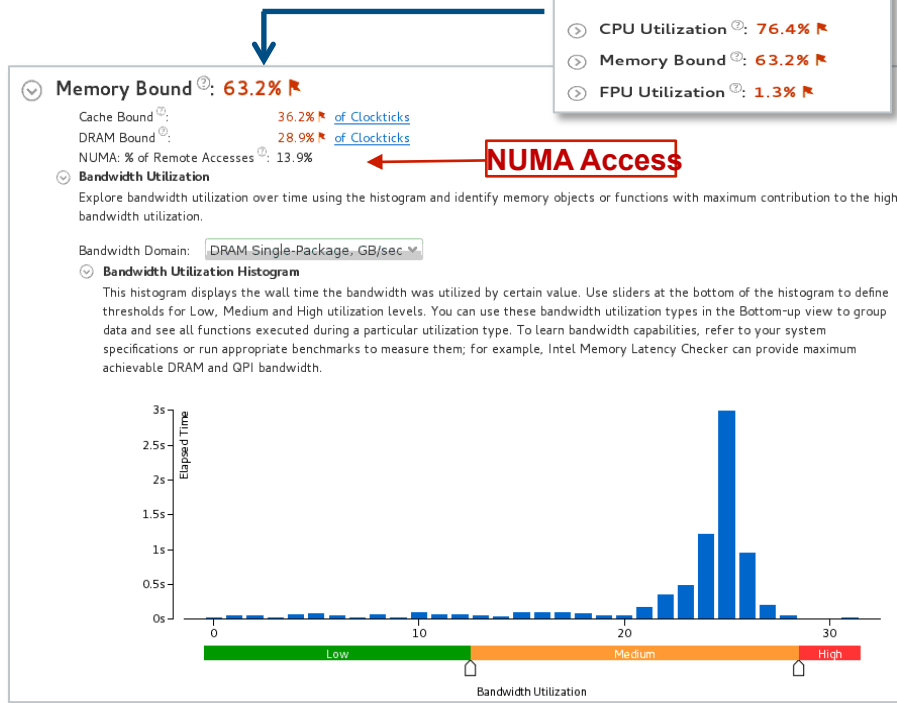 CPU Utilization ?: 76.4%
Memory Bound ?: 63.2%
FPU Utilization ?: 1.3%
Memory Bound ?: 63.2%
Cache Bound ?: 36.2% of Clockticks
DRAM Bound ?: 28.9% of Clockticks
NUMA: % of Remote Accesses ?: 13.9%
NUMA Access
Bandwidth Utilization
Explore bandwidth utilization over time using the histogram and identify memory objects or functions with maximum contribution to the high
bandwidth utilization.
Bandwidth Domain: DRAM Single-Package, GB/sec
Bandwidth Utilization Histogram
This histogram displays the wall time the bandwidth was utilized by certain value. Use sliders at the bottom of the histogram to define
thresholds for Low, Medium and High utilization levels. You can use these bandwidth utilization types in the Bottom-up view to group
data and see all functions executed during a particular utilization type. To learn bandwidth capabilities, refer to your system
specifications or run appropriate benchmarks to measure them; for example, Intel Memory Latency Checker can provide maximum
achievable DRAM and QPI bandwidth.
Elapsed Time
3s
2.5s
2s
1.5s
1s
0.5s
0s
0 10 20 30
Low Medium High
Bandwidth Utilization